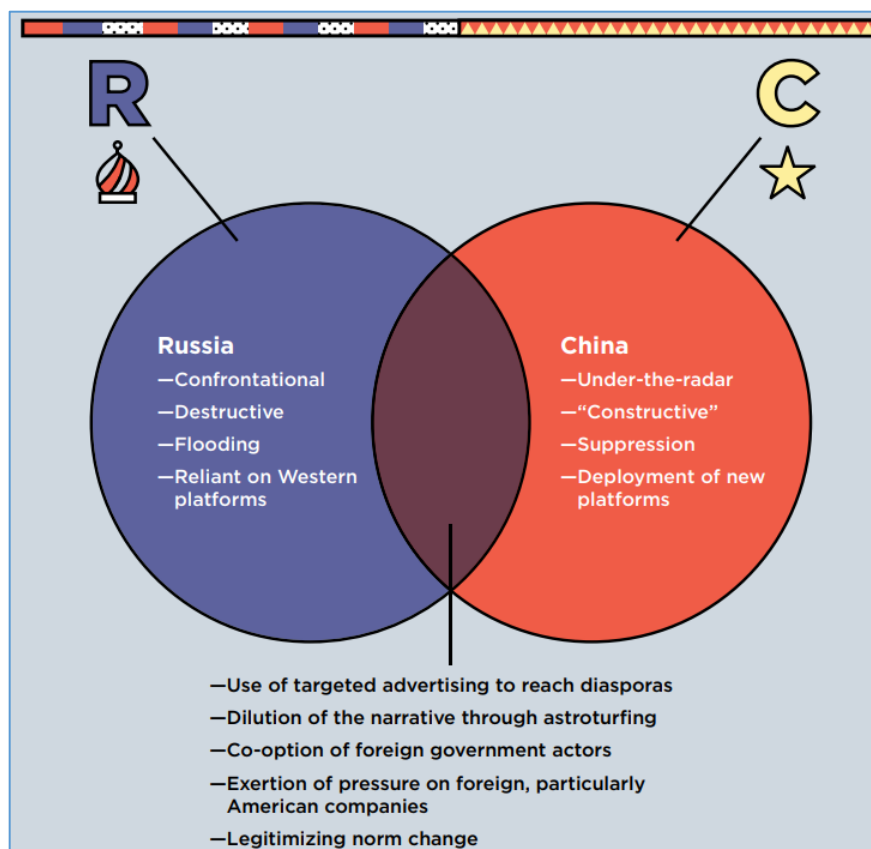 R
C
Russia
—Confrontational
—Destructive
—Flooding
—Reliant on Western
platforms
China
—Under-the-radar
—“Constructive”
—Suppression
—Deployment of new
platforms
—Use of targeted advertising to reach diasporas
—Dilution of the narrative through astroturfing
—Co-option of foreign government actors
—Exertion of pressure on foreign, particularly
American companies
—Legitimizing norm change